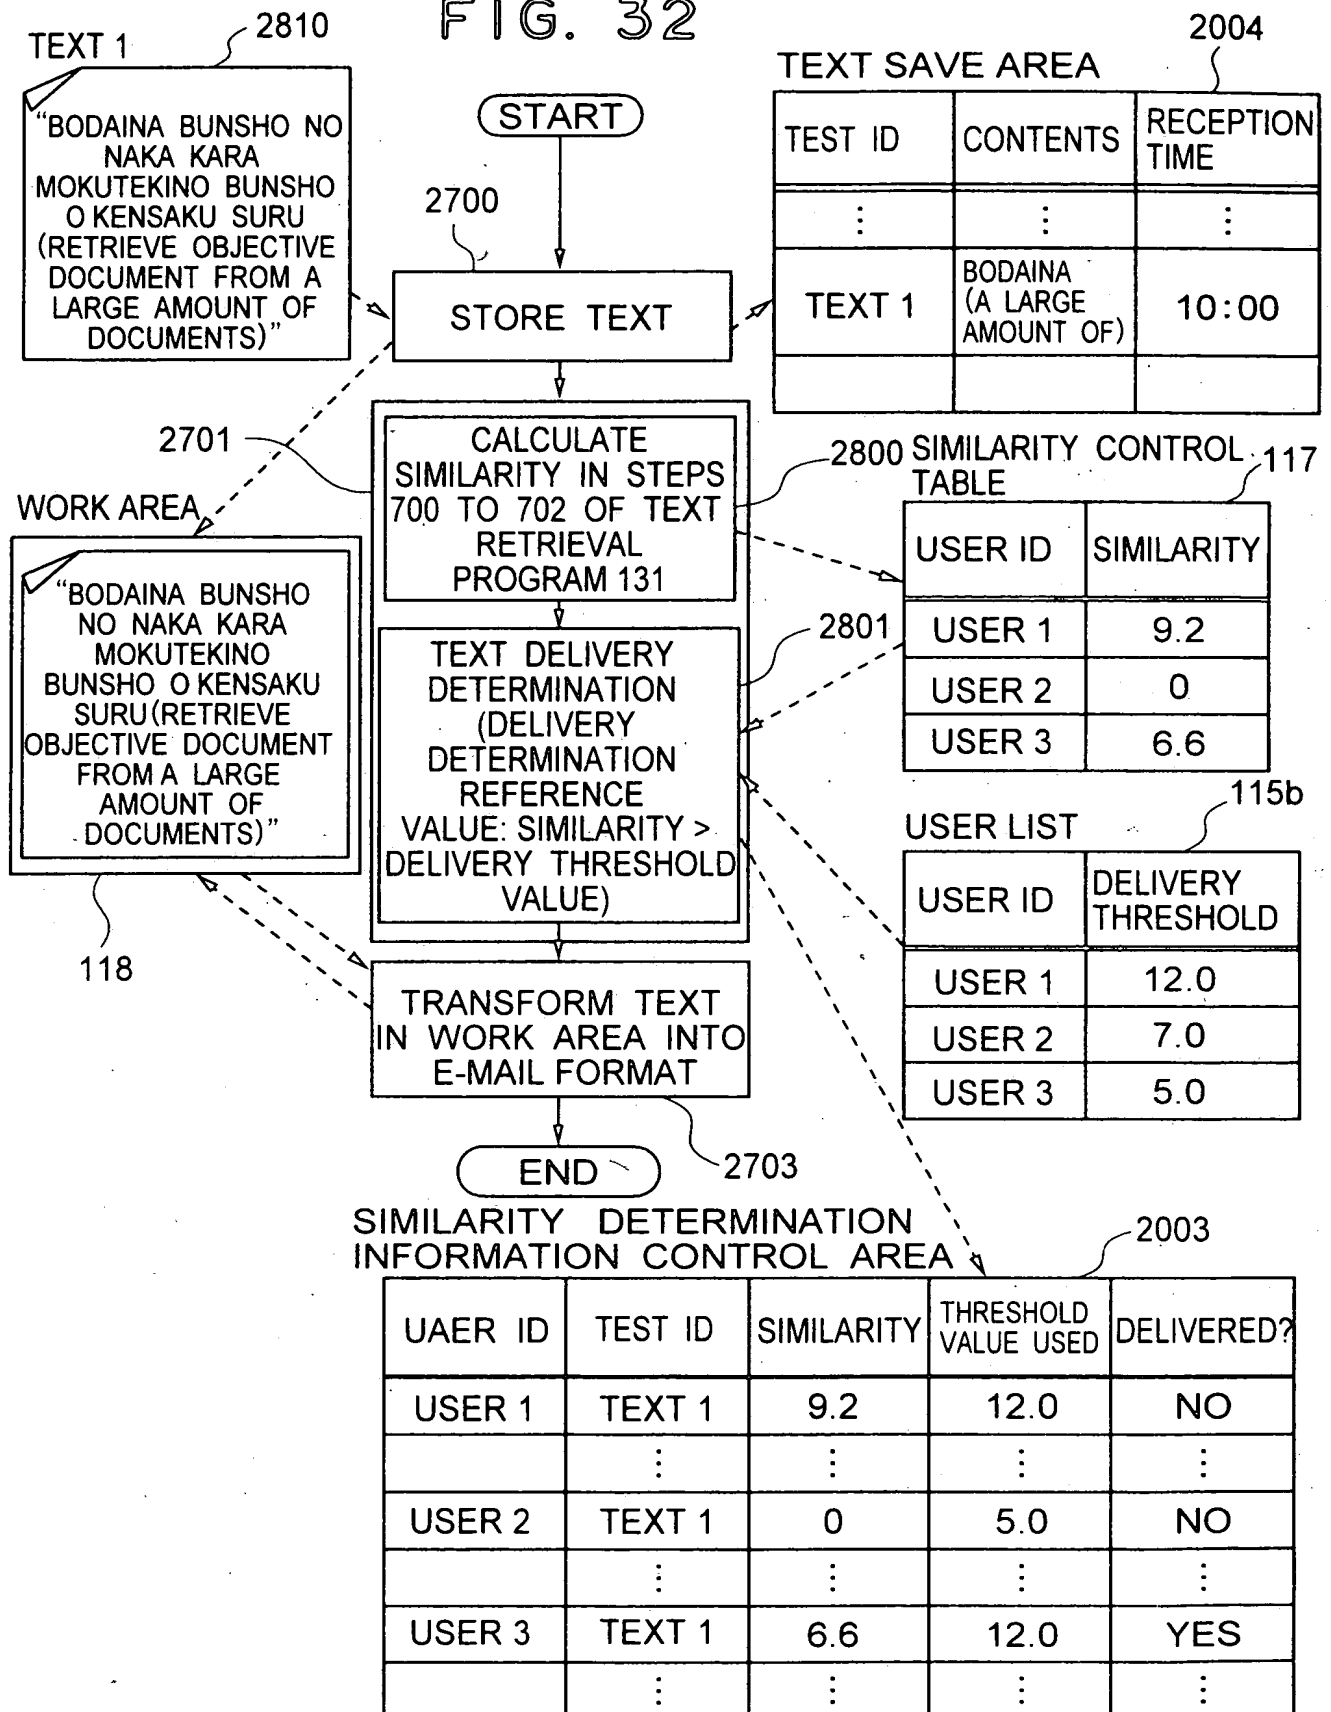 FIG. 32
TEXT 1
2810
"BODAINA BUNSHO NO
NAKA KARA
MOKUTEKINO BUNSHO
O KENSAKU SURU
(RETRIEVE OBJECTIVE
DOCUMENT FROM A
LARGE AMOUNT OF
DOCUMENTS)"
START
2700
STORE TEXT
2004
TEXT SAVE AREA
TEST ID
CONTENTS
RECEPTION
TIME
⋮ ⋮ ⋮
TEXT 1
BODAINA
(A LARGE
AMOUNT OF)
10:00
2701
CALCULATE
SIMILARITY IN STEPS
700 TO 702 OF TEXT
RETRIEVAL
PROGRAM 131
2800
SIMILARITY CONTROL
TABLE
117
USER ID SIMILARITY
USER 1 9.2
USER 2 0
USER 3 6.6
WORK AREA
"BODAINA BUNSHO
NO NAKA KARA
MOKUTEKINO
BUNSHO O KENSAKU
SURU(RETRIEVE
OBJECTIVE DOCUMENT
FROM A LARGE
AMOUNT OF
DOCUMENTS)"
118
TEXT DELIVERY
DETERMINATION
(DELIVERY
DETERMINATION
REFERENCE
VALUE: SIMILARITY >
DELIVERY THRESHOLD
VALUE)
2801
115b
USER LIST
USER ID
DELIVERY
THRESHOLD
USER 1 12.0
USER 2 7.0
USER 3 5.0
TRANSFORM TEXT
IN WORK AREA INTO
E-MAIL FORMAT
2703
END
SIMILARITY DETERMINATION
INFORMATION CONTROL AREA
2003
UAER ID
TEST ID
SIMILARITY
THRESHOLD
VALUE USED
DELIVERED?
USER 1 TEXT 1 9.2 12.0 NO
⋮ ⋮ ⋮ ⋮
USER 2 TEXT 1 0 5.0 NO
⋮ ⋮ ⋮ ⋮
USER 3 TEXT 1 6.6 12.0 YES
⋮ ⋮ ⋮ ⋮